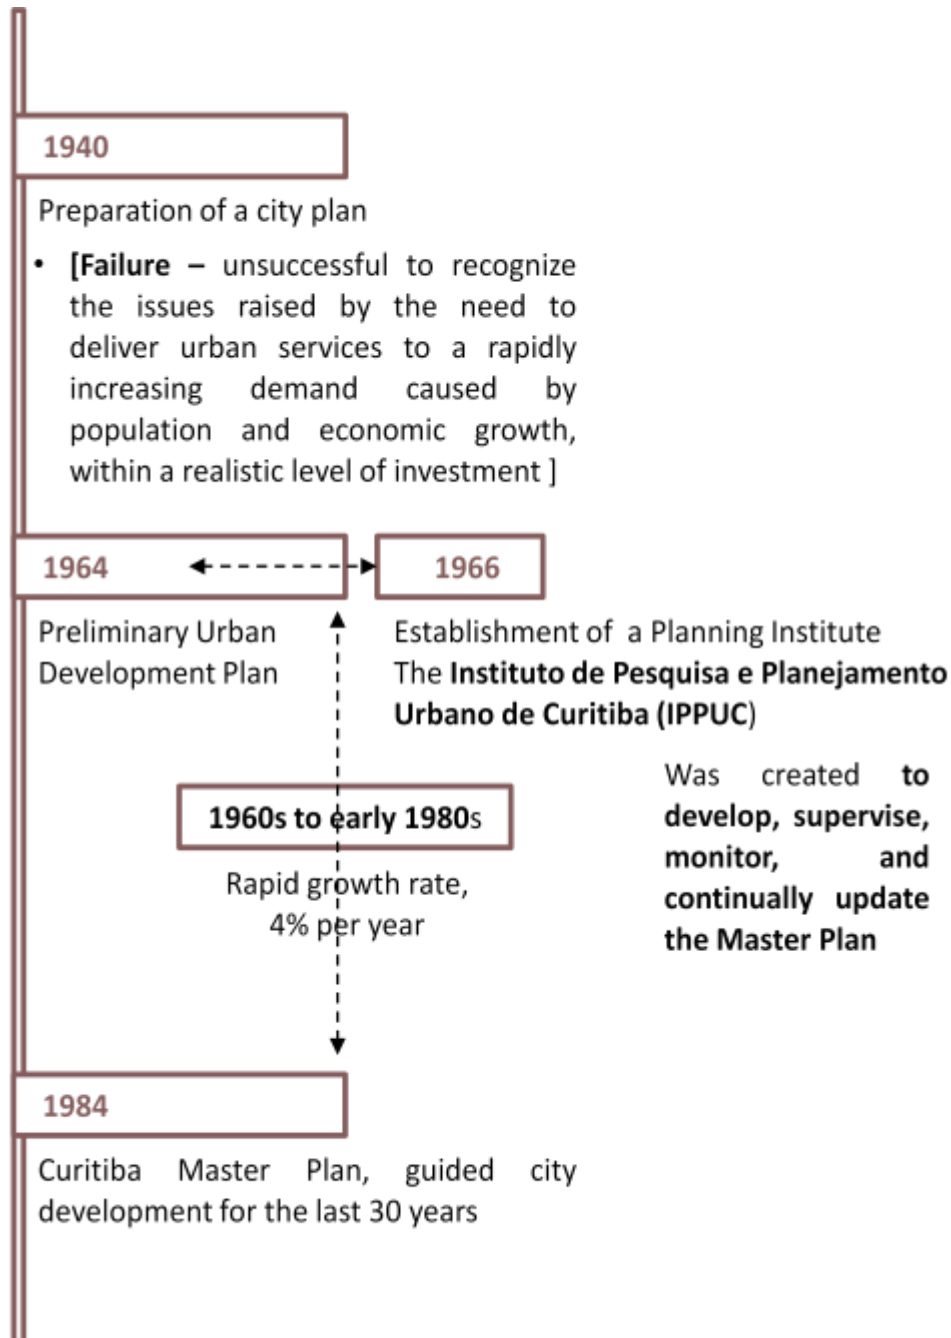 1940
Preparation of a city plan
• [Failure – unsuccessful to recognize
the issues raised by the need to
deliver urban services to a rapidly
increasing demand caused by
population and economic growth,
within a realistic level of investment ]
1964
1966
Preliminary Urban
Development Plan
Establishment of a Planning Institute
The Instituto de Pesquisa e Planejamento
Urbano de Curitiba (IPPUC)
Was created to
develop, supervise,
monitor, and
continually update
the Master Plan
1960s to early 1980s
Rapid growth rate,
4% per year
1984
Curitiba Master Plan, guided city
development for the last 30 years